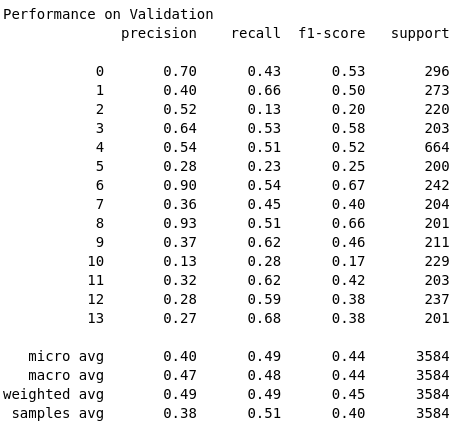 Performance on Validation
precision recall f1-score support
0 0.70 0.43 0.53 296
1 0.40 0.66 0.50 273
2 0.52 0.13 0.20 220
3 0.64 0.53 0.58 203
4 0.54 0.51 0.52 664
5 0.28 0.23 0.25 200
6 0.90 0.54 0.67 242
7 0.36 0.45 0.40 204
8 0.93 0.51 0.66 201
9 0.37 0.62 0.46 211
10 0.13 0.28 0.17 229
11 0.32 0.62 0.42 203
12 0.28 0.59 0.38 237
13 0.27 0.68 0.38 201
micro avg 0.40 0.49 0.44 3584
macro avg 0.47 0.48 0.44 3584
weighted avg 0.49 0.49 0.45 3584
samples avg 0.38 0.51 0.40 3584